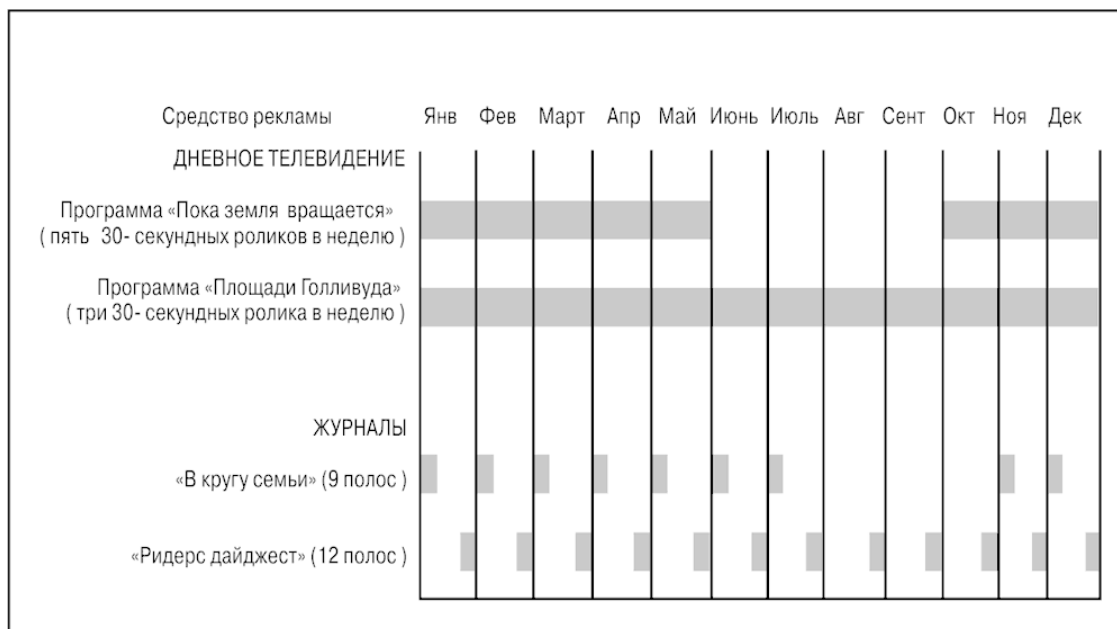 Средство рекламы Янв Фев Март Апр Май Июнь Июль Авг Сент Окт Ноя Дек
ДНЕВНОЕ ТЕЛЕВИДЕНИЕ
Программа «Пока земля вращается»
( пять 30- секундных роликов в неделю )
Программа «Площади Голливуда»
( три 30- секундных ролика в неделю )
ЖУРНАЛЫ
«В кругу семьи» (9 полос )
«Ридерс дайджест» (12 полос )